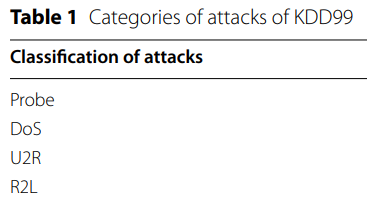 Table 1 Categories of attacks of KDD99
Classification of attacks
Probe
DoS
U2R
R2L